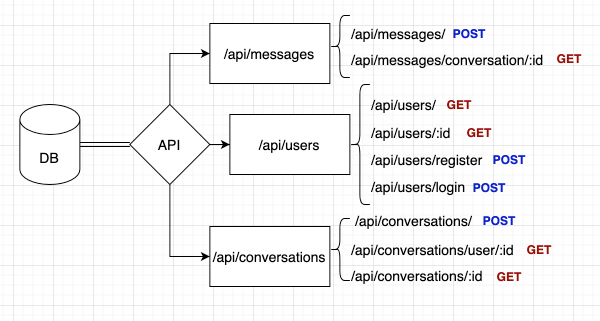 /api/messages/ POST
/api/messages
/api/messages/conversation/:id GET
/api/users/ GET
/api/users/:id GET
DB
API
/api/users
/api/users/register POST
/api/users/login POST
/api/conversations/ POST
/api/conversations/user/:id GET
/api/conversations
/api/conversations/:id GET